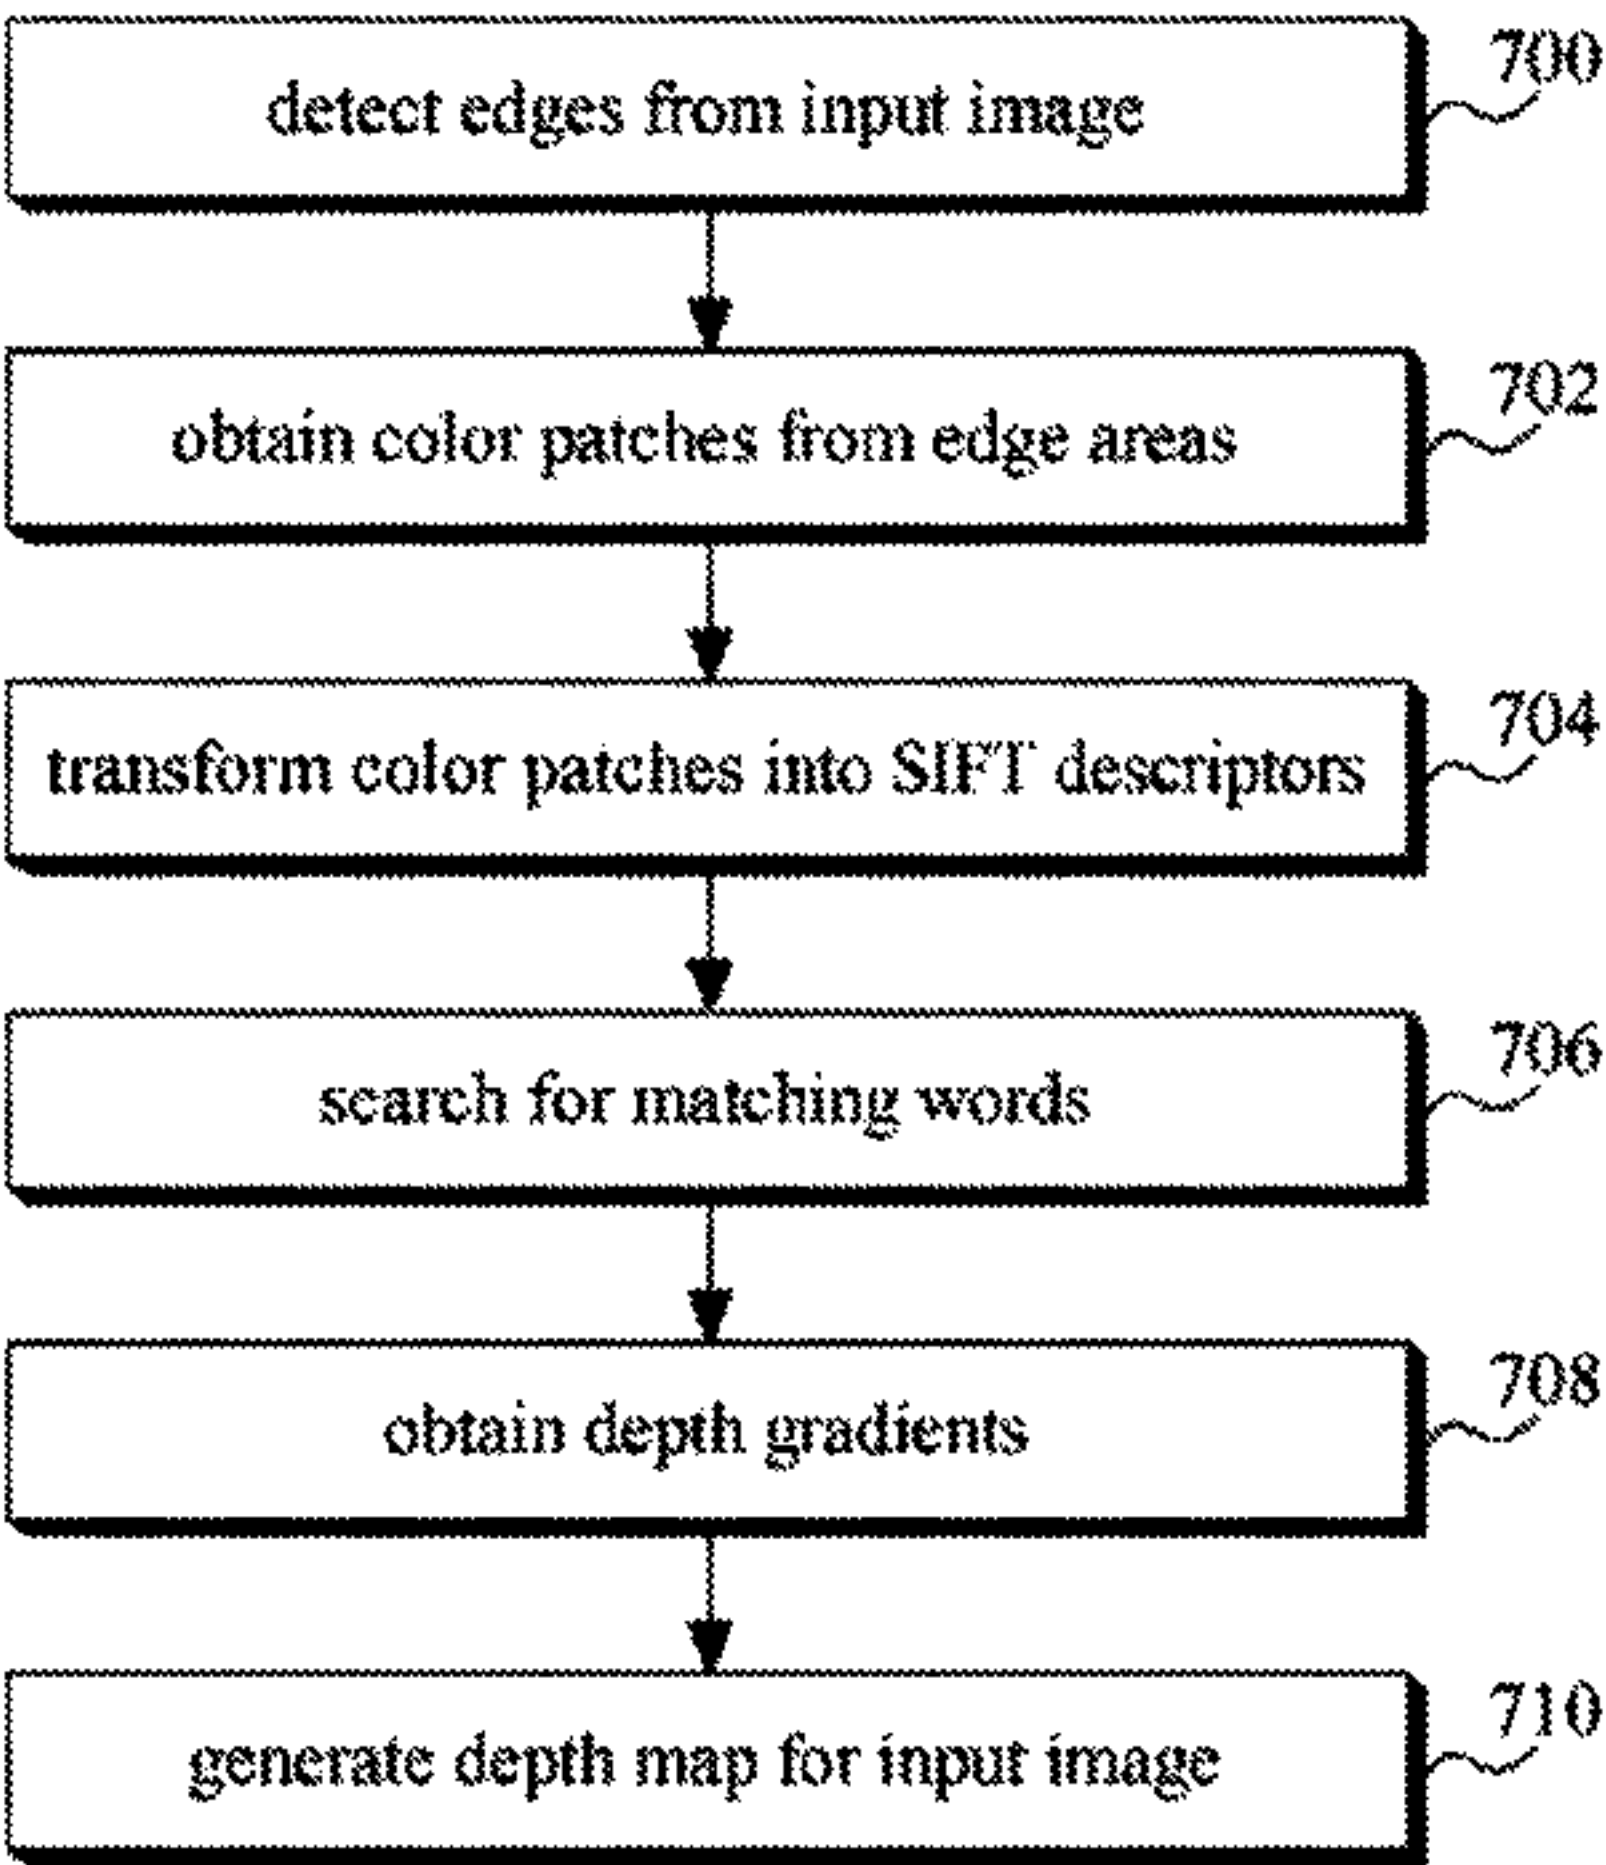 detect edges from input image
700
obtain color patches from edge areas
702
transform color patches into SIFT descriptors
704
search for matching words
706
obtain depth gradients
708
generate depth map for input image
710